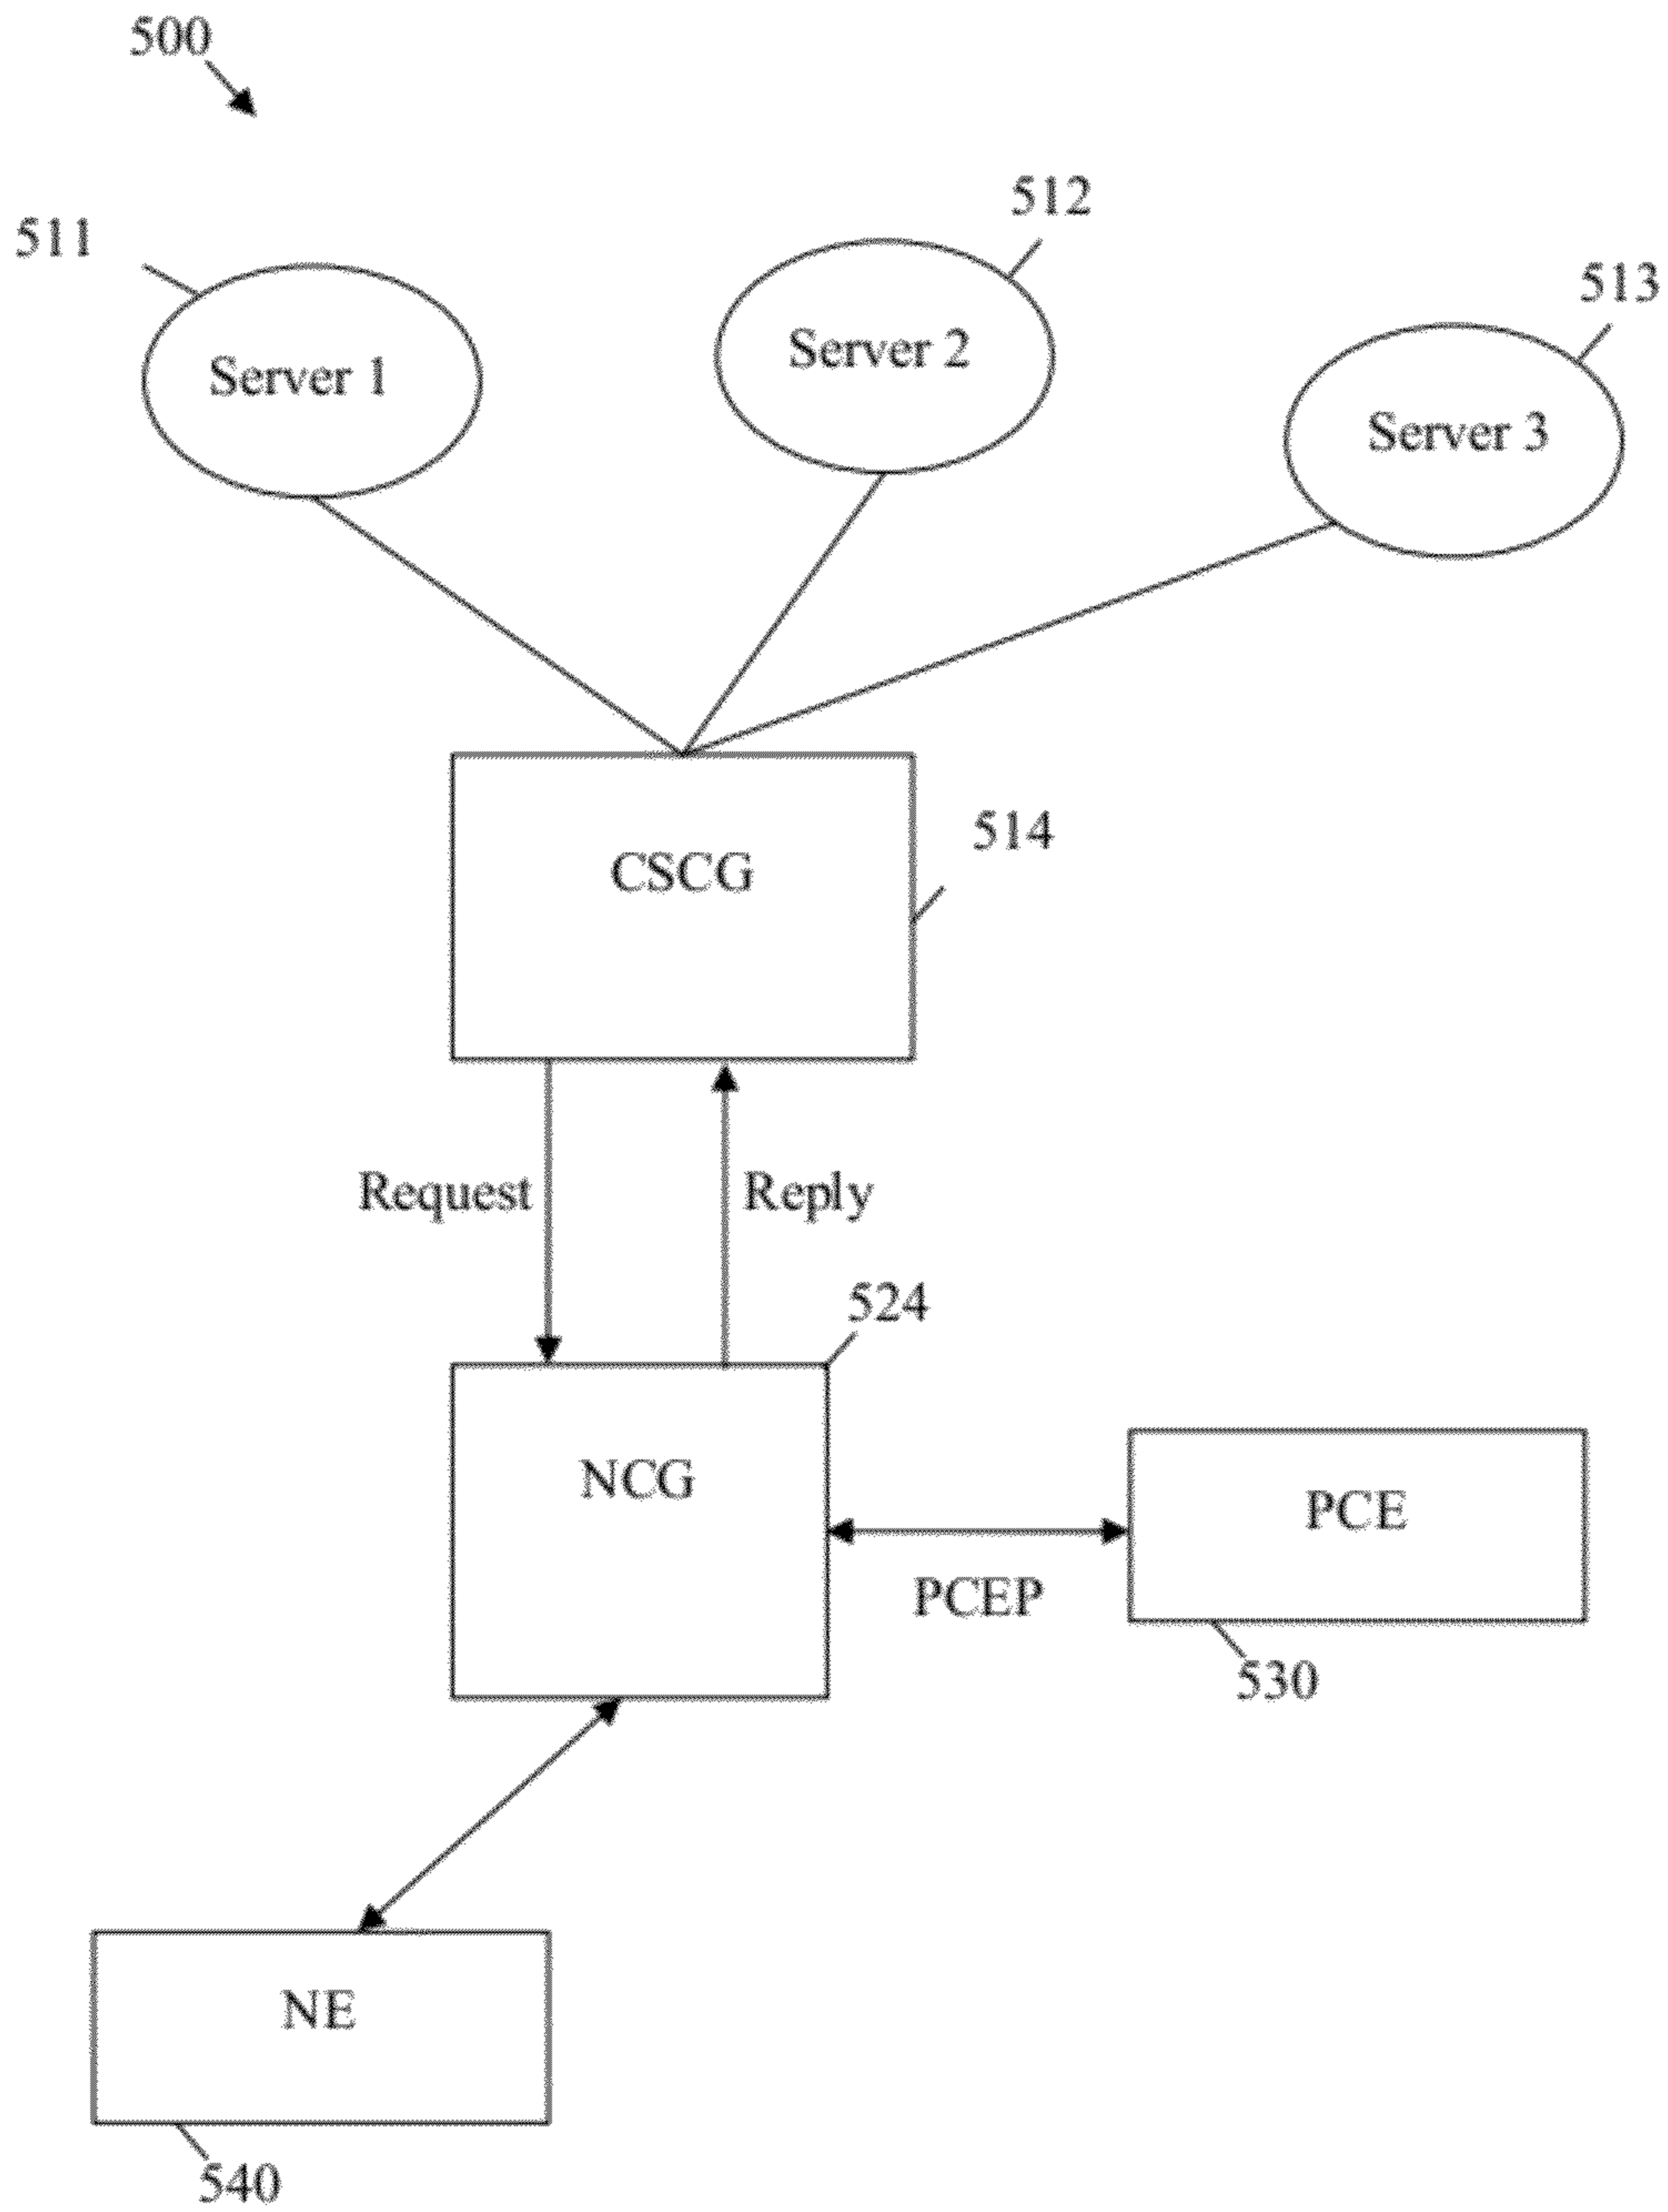 500
512
511
513
Server 2
Server 1
Server 3
514
CSCG
Request
Reply
524
NCG
PCE
PCEP
530
NE
540